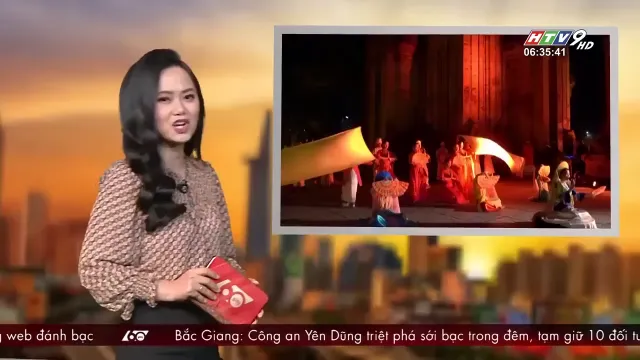 HTV9 HD
06:35:41
g web đánh bạc 60 Bắc Giang: Công an Yên Dũng triệt phá sới bạc trong đêm, tạm giữ 10 đối tư